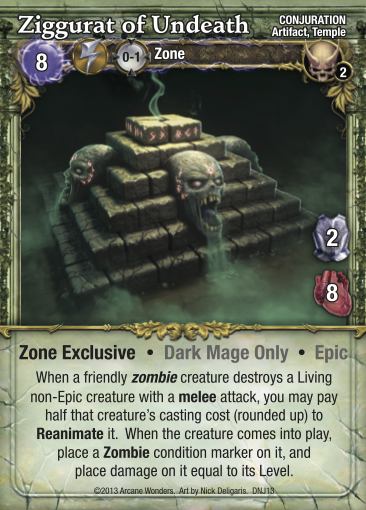 Ziggurat of Undeath
CONJURATION
Artifact, Temple
8
0-1
Zone
2
2
8
Zone Exclusive • Dark Mage Only • Epic
When a friendly zombie creature destroys a Living
non-Epic creature with a melee attack, you may pay
half that creature's casting cost (rounded up) to
Reanimate it. When the creature comes into play,
place a Zombie condition marker on it, and
place damage on it equal to its Level.
©2013 Arcane Wonders. Art by Nick Deligaris. DNJ13